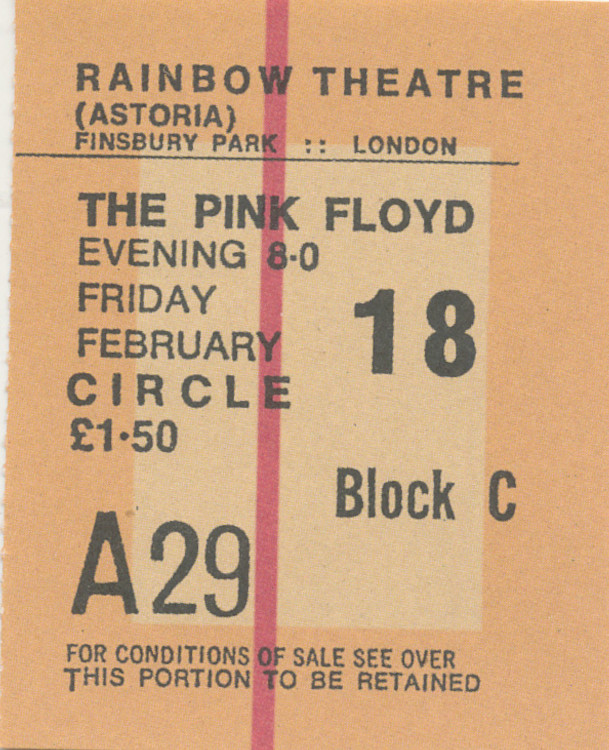 RAINBOW THEATRE
(ASTORIA)
FINSBURY PARK :: LONDON
THE PINK FLOYD
EVENING 8·0
FRIDAY
FEBRUARY 18
CIRCLE
£1·50
Block C
A29
FOR CONDITIONS OF SALE SEE OVER
THIS PORTION TO BE RETAINED